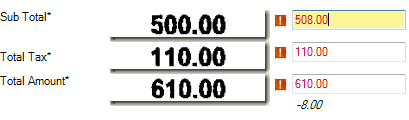 Sub Total* 500.00 ! 508.00
Total Tax* 110.00 ! 110.00
Total Amount* 610.00 ! 610.00
-8.00